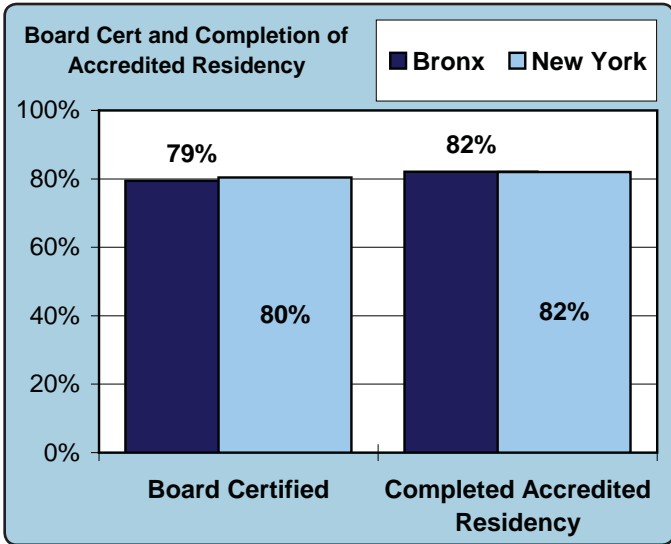 Board Cert and Completion of
Accredited Residency
Bronx
New York
100%
80%
60%
40%
20%
0%
79%
80%
82%
82%
Board Certified
Completed Accredited
Residency